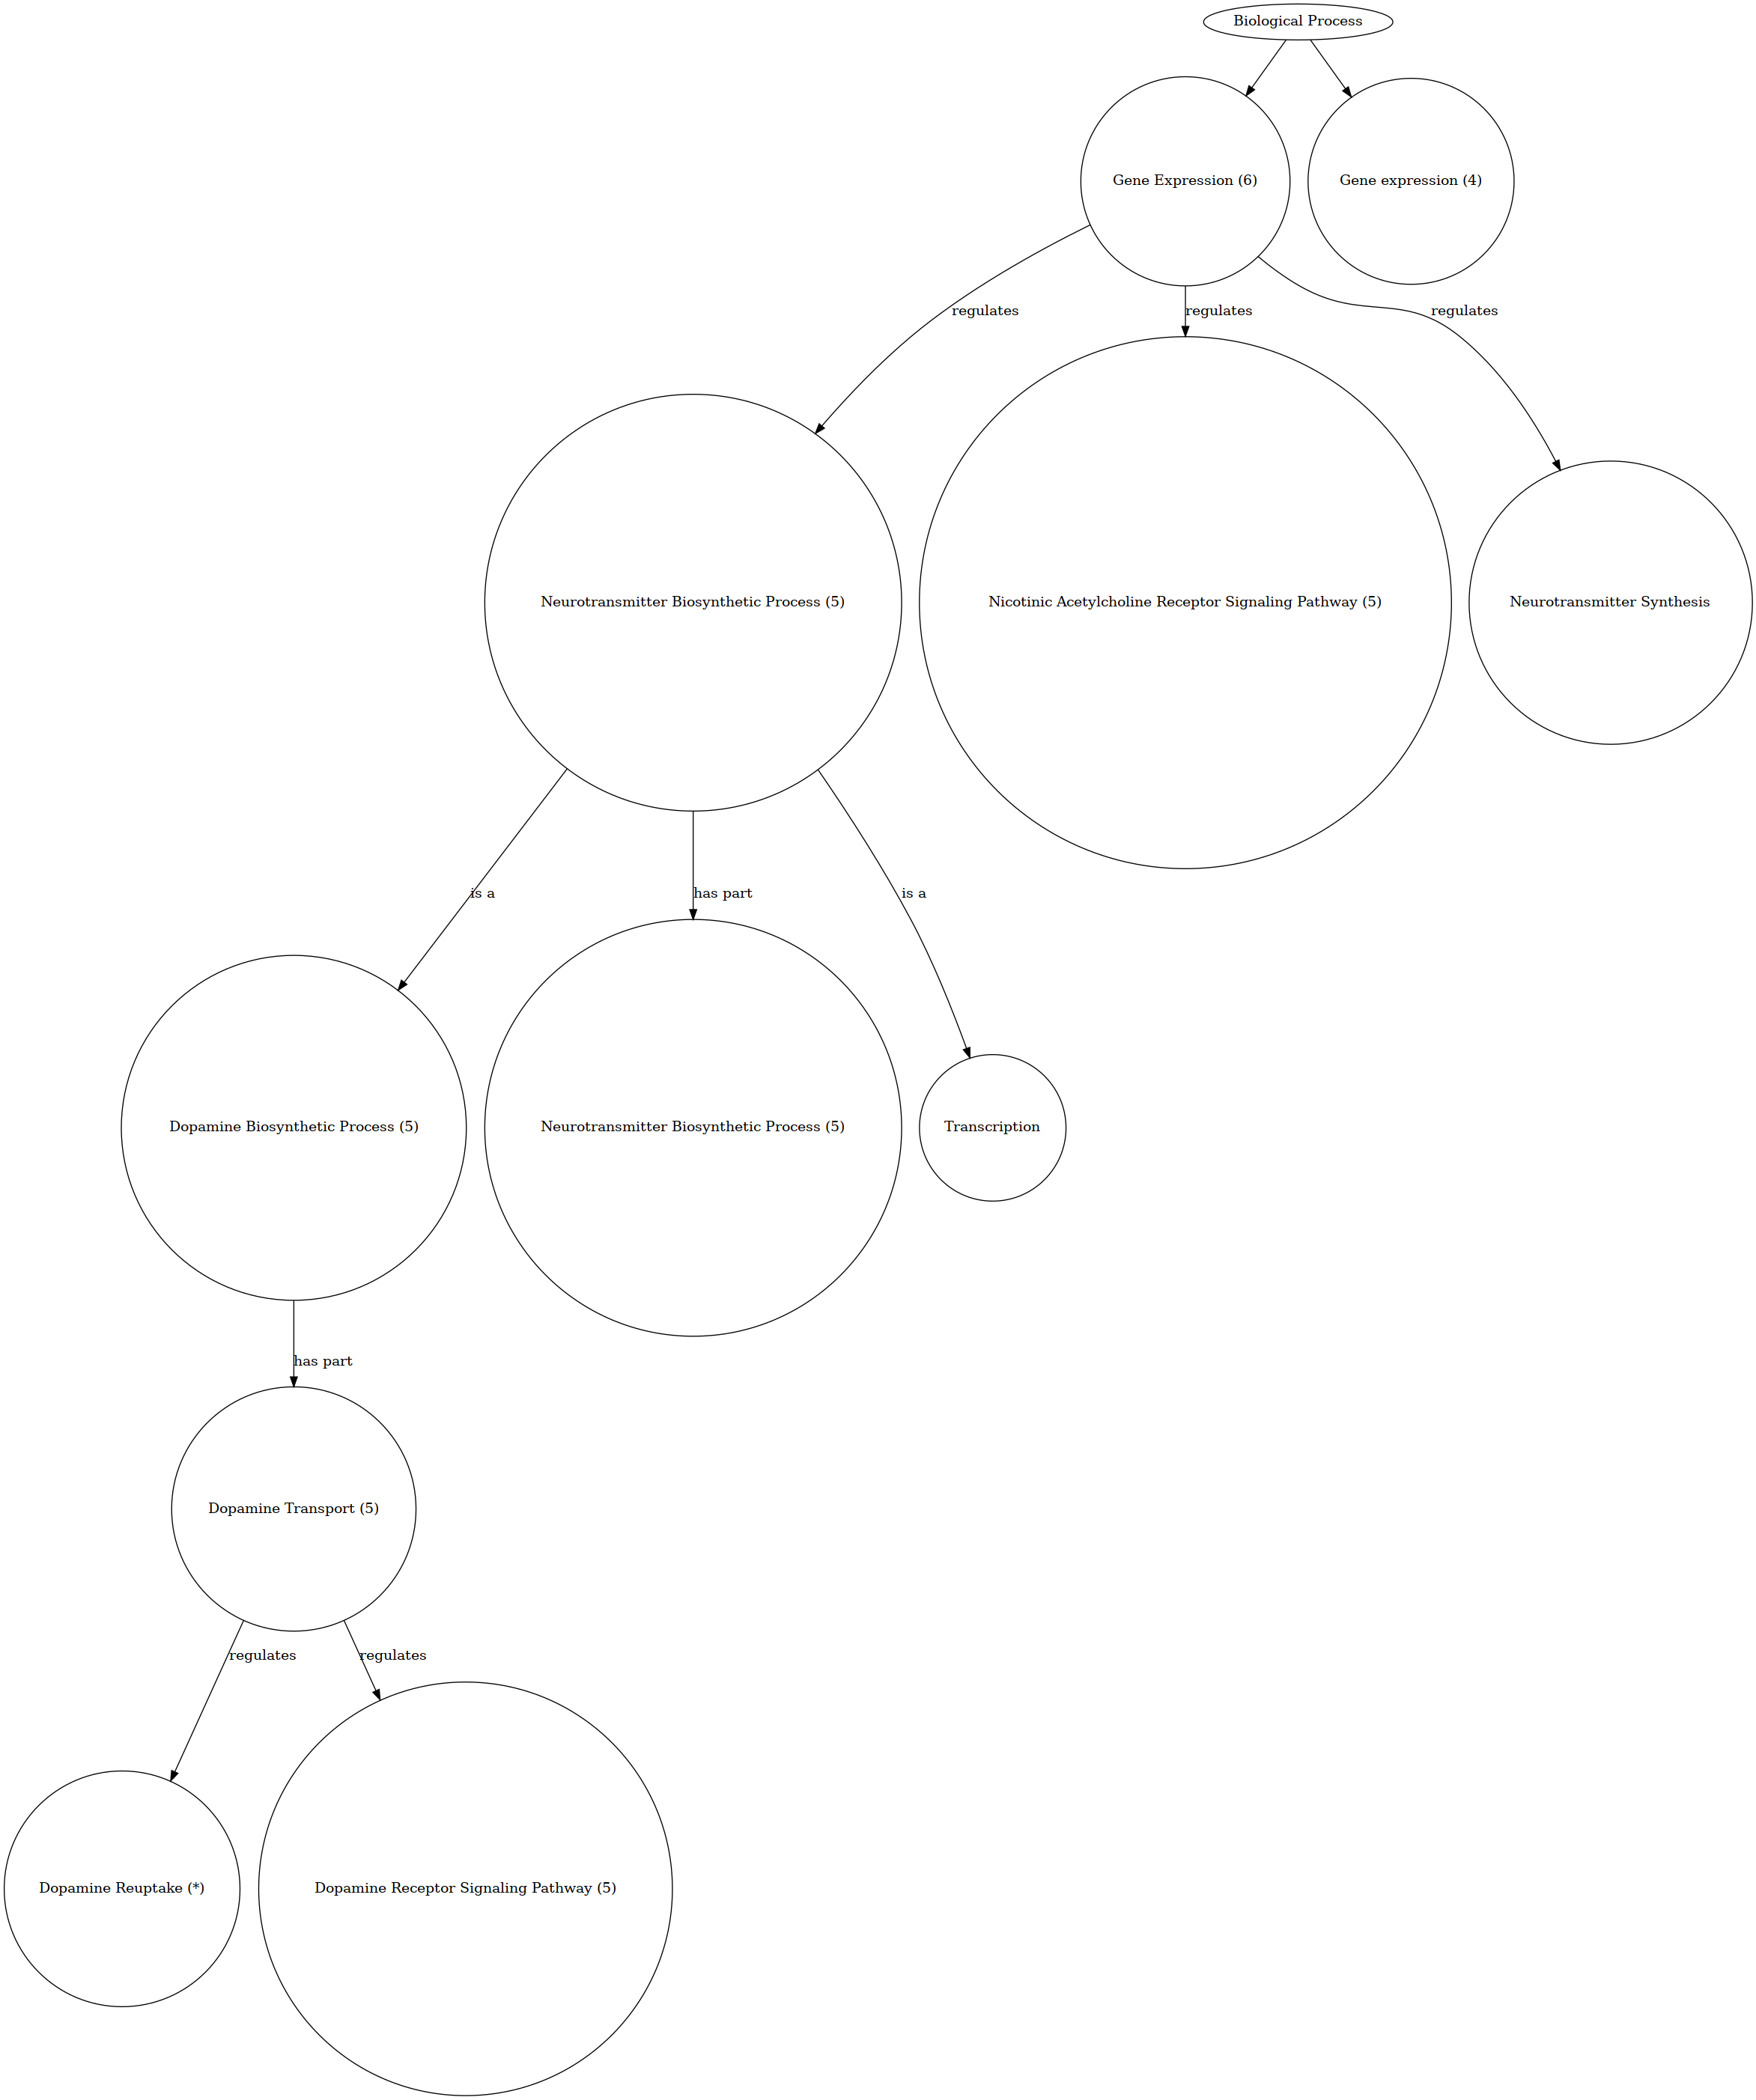 Biological Process
Gene Expression (6)
Gene expression (4)
regulates
regulates
regulates
Neurotransmitter Biosynthetic Process (5)
Nicotinic Acetylcholine Receptor Signaling Pathway (5)
Neurotransmitter Synthesis
is a
has part
is a
Dopamine Biosynthetic Process (5)
Neurotransmitter Biosynthetic Process (5)
Transcription
has part
Dopamine Transport (5)
regulates
regulates
Dopamine Reuptake (*)
Dopamine Receptor Signaling Pathway (5)